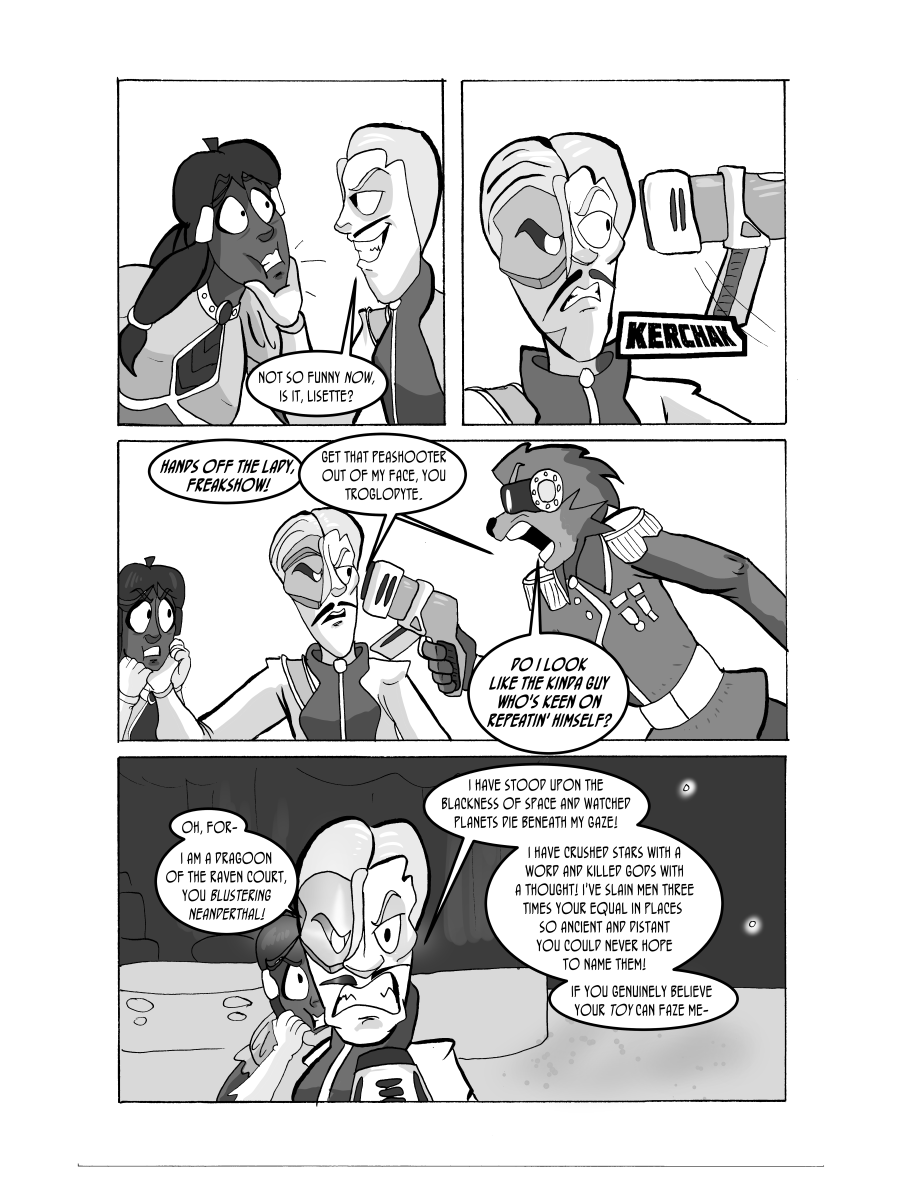 NOT SO FUNNY NOW,
IS IT, LISETTE?
KERCHAK
HANDS OFF THE LADY,
FREAKSHOW!
GET THAT PEASHOOTER
OUT OF MY FACE, YOU
TROGLODYTE.
DO I LOOK
LIKE THE KINDA GUY
WHO'S KEEN ON
REPEATIN' HIMSELF?
OH, FOR-
I AM A DRAGOON
OF THE RAVEN COURT,
YOU BLUSTERING
NEANDERTHAL!
I HAVE STOOD UPON THE
BLACKNESS OF SPACE AND WATCHED
PLANETS DIE BENEATH MY GAZE!
I HAVE CRUSHED STARS WITH A
WORD AND KILLED GODS WITH
A THOUGHT! I'VE SLAIN MEN THREE
TIMES YOUR EQUAL IN PLACES
SO ANCIENT AND DISTANT
YOU COULD NEVER HOPE
TO NAME THEM!
IF YOU GENUINELY BELIEVE
YOUR TOY CAN FAZE ME-